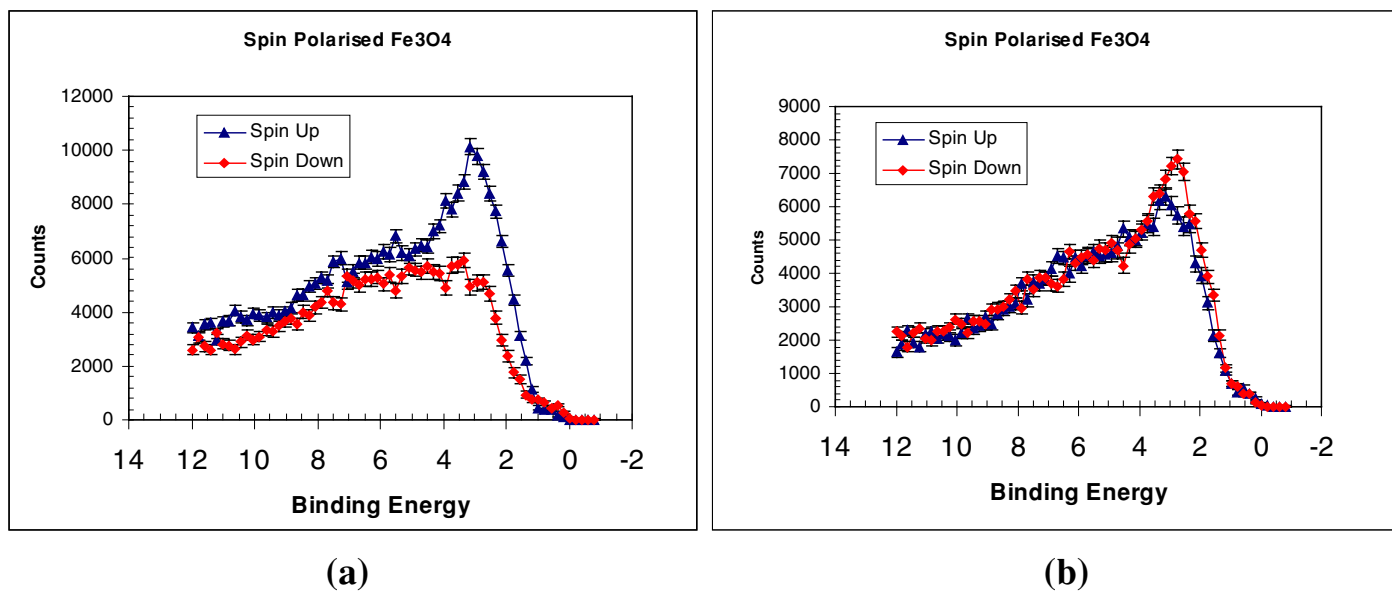 Spin Polarised Fe3O4
12000
10000
8000
6000
4000
2000
0
Counts
Spin Up
Spin Down
14 12 10 8 6 4 2 0 -2
Binding Energy
(a)
Spin Polarised Fe3O4
9000
8000
7000
6000
5000
4000
3000
2000
1000
0
Counts
Spin Up
Spin Down
14 12 10 8 6 4 2 0 -2
Binding Energy
(b)